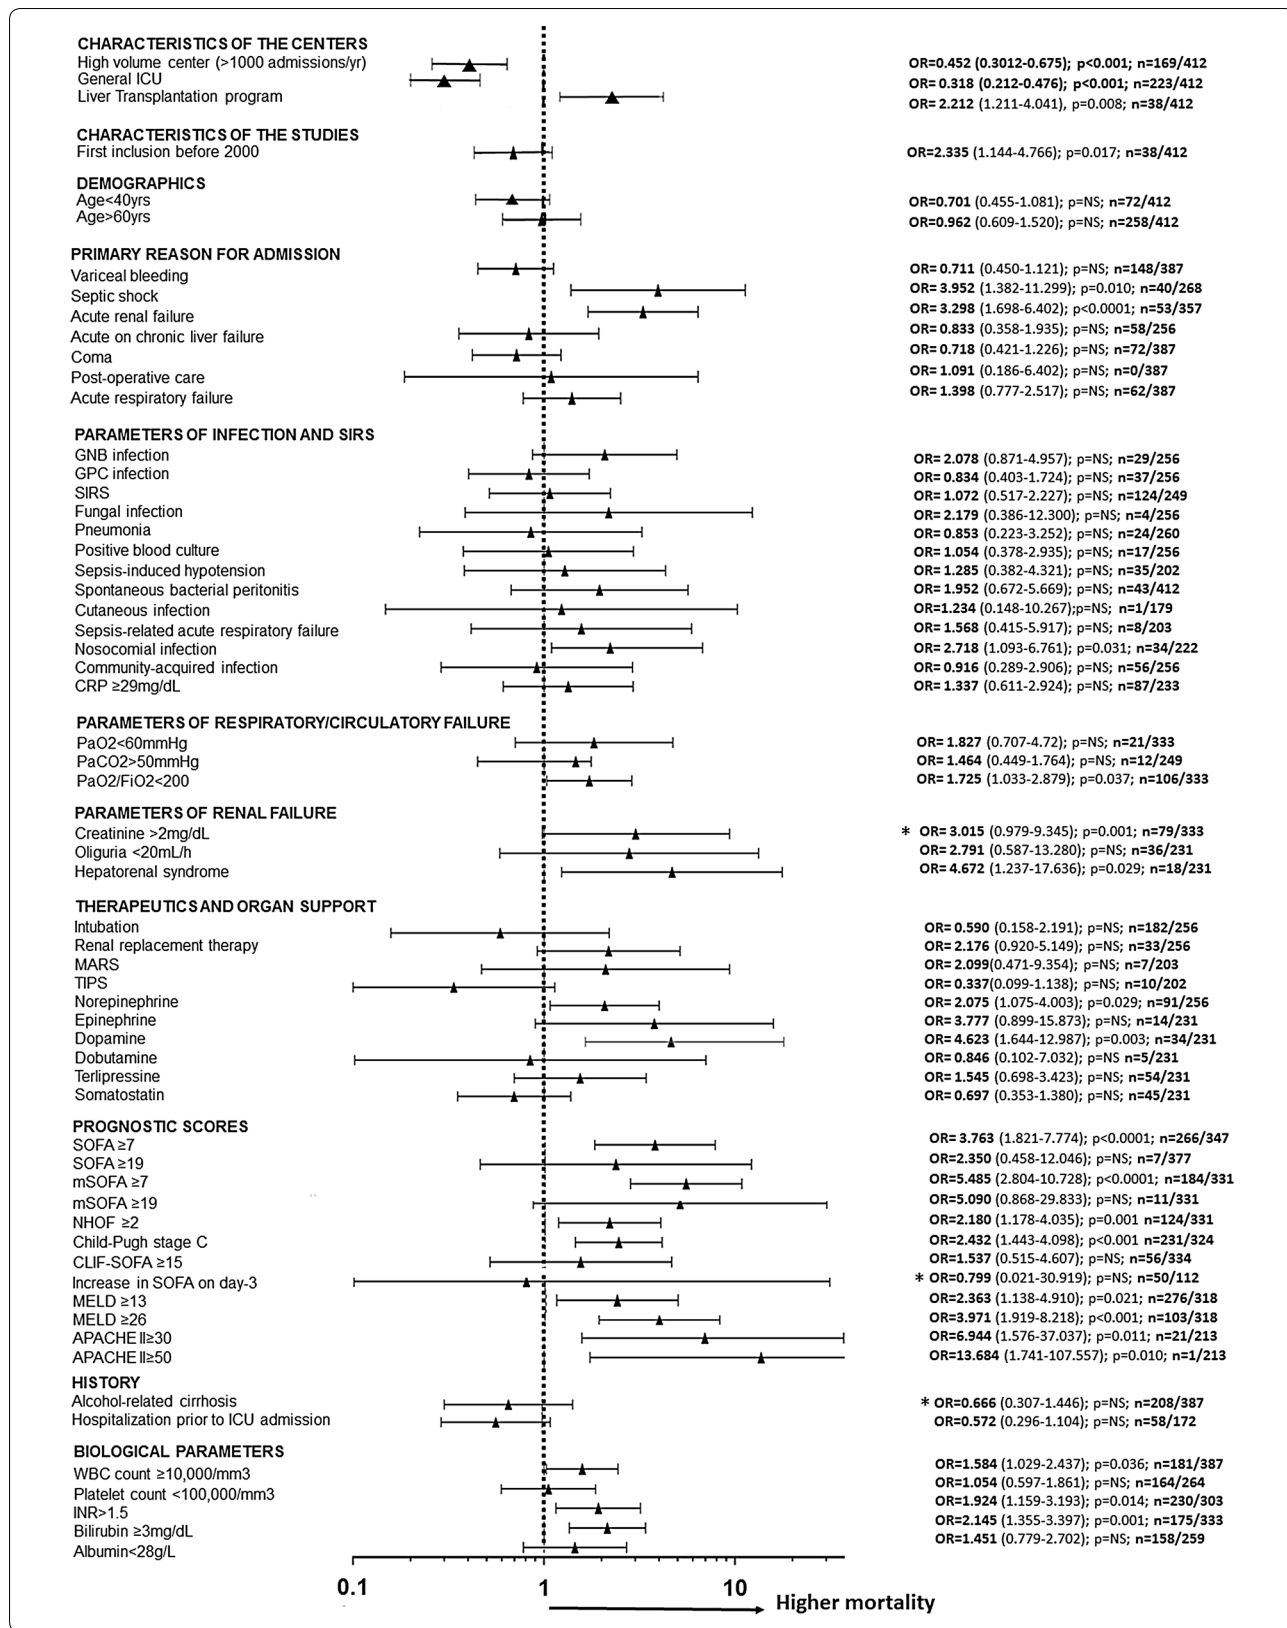 CHARACTERISTICS OF THE CENTERS
High volume center (>1000 admissions/yr) OR=0.452 (0.3012-0.675); p<0.001; n=169/412
General ICU OR=0.318 (0.212-0.476); p<0.001; n=223/412
Liver Transplantation program OR=2.212 (1.211-4.041), p=0.008; n=38/412
CHARACTERISTICS OF THE STUDIES
First inclusion before 2000 OR=2.335 (1.144-4.766); p=0.017; n=38/412
DEMOGRAPHICS
Age<40yrs OR=0.701 (0.455-1.081); p=NS; n=72/412
Age>60yrs OR=0.962 (0.609-1.520); p=NS; n=258/412
PRIMARY REASON FOR ADMISSION
Variceal bleeding OR= 0.711 (0.450-1.121); p=NS; n=148/387
Septic shock OR= 3.952 (1.382-11.299); p=0.010; n=40/268
Acute renal failure OR= 3.298 (1.698-6.402); p<0.0001; n=53/357
Acute on chronic liver failure OR= 0.833 (0.358-1.935); p=NS; n=58/256
Coma OR= 0.718 (0.421-1.226); p=NS; n=72/387
Post-operative care OR= 1.091 (0.186-6.402); p=NS; n=0/387
Acute respiratory failure OR= 1.398 (0.777-2.517); p=NS; n=62/387
PARAMETERS OF INFECTION AND SIRS
GNB infection OR= 2.078 (0.871-4.957); p=NS; n=29/256
GPC infection OR= 0.834 (0.403-1.724); p=NS; n=37/256
SIRS OR= 1.072 (0.517-2.227); p=NS; n=124/249
Fungal infection OR= 2.179 (0.386-12.300); p=NS; n=4/256
Pneumonia OR= 0.853 (0.223-3.252); p=NS; n=24/260
Positive blood culture OR= 1.054 (0.378-2.935); p=NS; n=17/256
Sepsis-induced hypotension OR= 1.285 (0.382-4.321); p=NS; n=35/202
Spontaneous bacterial peritonitis OR= 1.952 (0.672-5.669); p=NS; n=43/412
Cutaneous infection OR=1.234 (0.148-10.267);p=NS; n=1/179
Sepsis-related acute respiratory failure OR= 1.568 (0.415-5.917); p=NS; n=8/203
Nosocomial infection OR= 2.718 (1.093-6.761); p=0.031; n=34/222
Community-acquired infection OR= 0.916 (0.289-2.906); p=NS; n=56/256
CRP ≥29mg/dL OR= 1.337 (0.611-2.924); p=NS; n=87/233
PARAMETERS OF RESPIRATORY/CIRCULATORY FAILURE
PaO2<60mmHg OR= 1.827 (0.707-4.72); p=NS; n=21/333
PaCO2>50mmHg OR= 1.464 (0.449-1.764); p=NS; n=12/249
PaO2/FiO2<200 OR= 1.725 (1.033-2.879); p=0.037; n=106/333
PARAMETERS OF RENAL FAILURE
Creatinine >2mg/dL * OR= 3.015 (0.979-9.345); p=0.001; n=79/333
Oliguria <20mL/h OR= 2.791 (0.587-13.280); p=NS; n=36/231
Hepatorenal syndrome OR= 4.672 (1.237-17.636); p=0.029; n=18/231
THERAPEUTICS AND ORGAN SUPPORT
Intubation OR= 0.590 (0.158-2.191); p=NS; n=182/256
Renal replacement therapy OR= 2.176 (0.920-5.149); p=NS; n=33/256
MARS OR= 2.099(0.471-9.354); p=NS; n=7/203
TIPS OR= 0.337(0.099-1.138); p=NS; n=10/202
Norepinephrine OR= 2.075 (1.075-4.003); p=0.029; n=91/256
Epinephrine OR= 3.777 (0.899-15.873); p=NS; n=14/231
Dopamine OR= 4.623 (1.644-12.987); p=0.003; n=34/231
Dobutamine OR= 0.846 (0.102-7.032); p=NS n=5/231
Terlipressine OR= 1.545 (0.698-3.423); p=NS; n=54/231
Somatostatin OR= 0.697 (0.353-1.380); p=NS; n=45/231
PROGNOSTIC SCORES
SOFA ≥7 OR= 3.763 (1.821-7.774); p<0.0001; n=266/347
SOFA ≥19 OR=2.350 (0.458-12.046); p=NS; n=7/377
mSOFA ≥7 OR=5.485 (2.804-10.728); p<0.0001; n=184/331
mSOFA ≥19 OR=5.090 (0.868-29.833); p=NS; n=11/331
NHOF ≥2 OR=2.180 (1.178-4.035); p=0.001 n=124/331
Child-Pugh stage C OR=2.432 (1.443-4.098); p<0.001 n=231/324
CLIF-SOFA ≥15 OR=1.537 (0.515-4.607); p=NS; n=56/334
Increase in SOFA on day-3 * OR=0.799 (0.021-30.919); p=NS; n=50/112
MELD ≥13 OR=2.363 (1.138-4.910); p=0.021; n=276/318
MELD ≥26 OR=3.971 (1.919-8.218); p<0.001; n=103/318
APACHE II≥30 OR=6.944 (1.576-37.037); p=0.011; n=21/213
APACHE II≥50 OR=13.684 (1.741-107.557); p=0.010; n=1/213
HISTORY
Alcohol-related cirrhosis * OR=0.666 (0.307-1.446); p=NS; n=208/387
Hospitalization prior to ICU admission OR=0.572 (0.296-1.104); p=NS; n=58/172
BIOLOGICAL PARAMETERS
WBC count ≥10,000/mm3 OR=1.584 (1.029-2.437); p=0.036; n=181/387
Platelet count <100,000/mm3 OR=1.054 (0.597-1.861); p=NS; n=164/264
INR>1.5 OR=1.924 (1.159-3.193); p=0.014; n=230/303
Bilirubin ≥3mg/dL OR=2.145 (1.355-3.397); p=0.001; n=175/333
Albumin<28g/L OR=1.451 (0.779-2.702); p=NS; n=158/259
0.1 1 10
Higher mortality